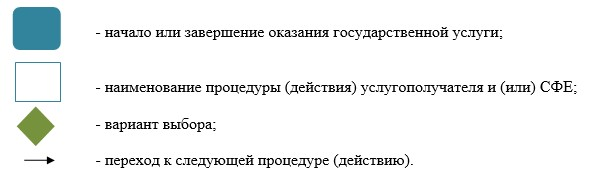 - начало или завершение оказания государственной услуги;
- наименование процедуры (действия) услугополучателя и (или) СФЕ;
- вариант выбора;
- переход к следующей процедуре (действию).